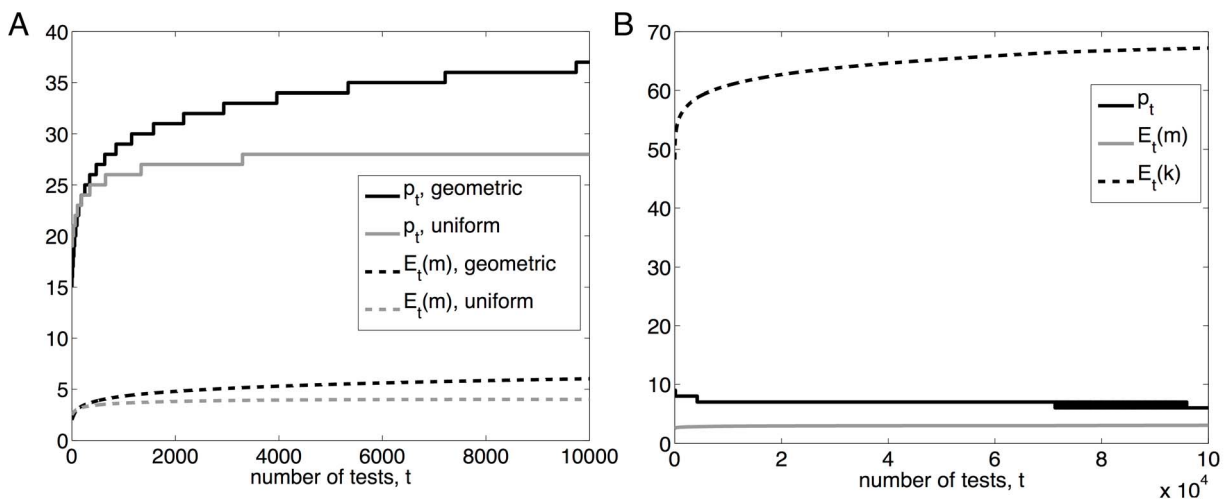 A
40
35
30
25
20
15
10
5
0
p_t, geometric
p_t, uniform
E_t(m), geometric
E_t(m), uniform
0 2000 4000 6000 8000 10000
number of tests, t
B
70
60
50
40
30
20
10
0
p_t
E_t(m)
E_t(k)
0 2 4 6 8 10
number of tests, t
x 10^4